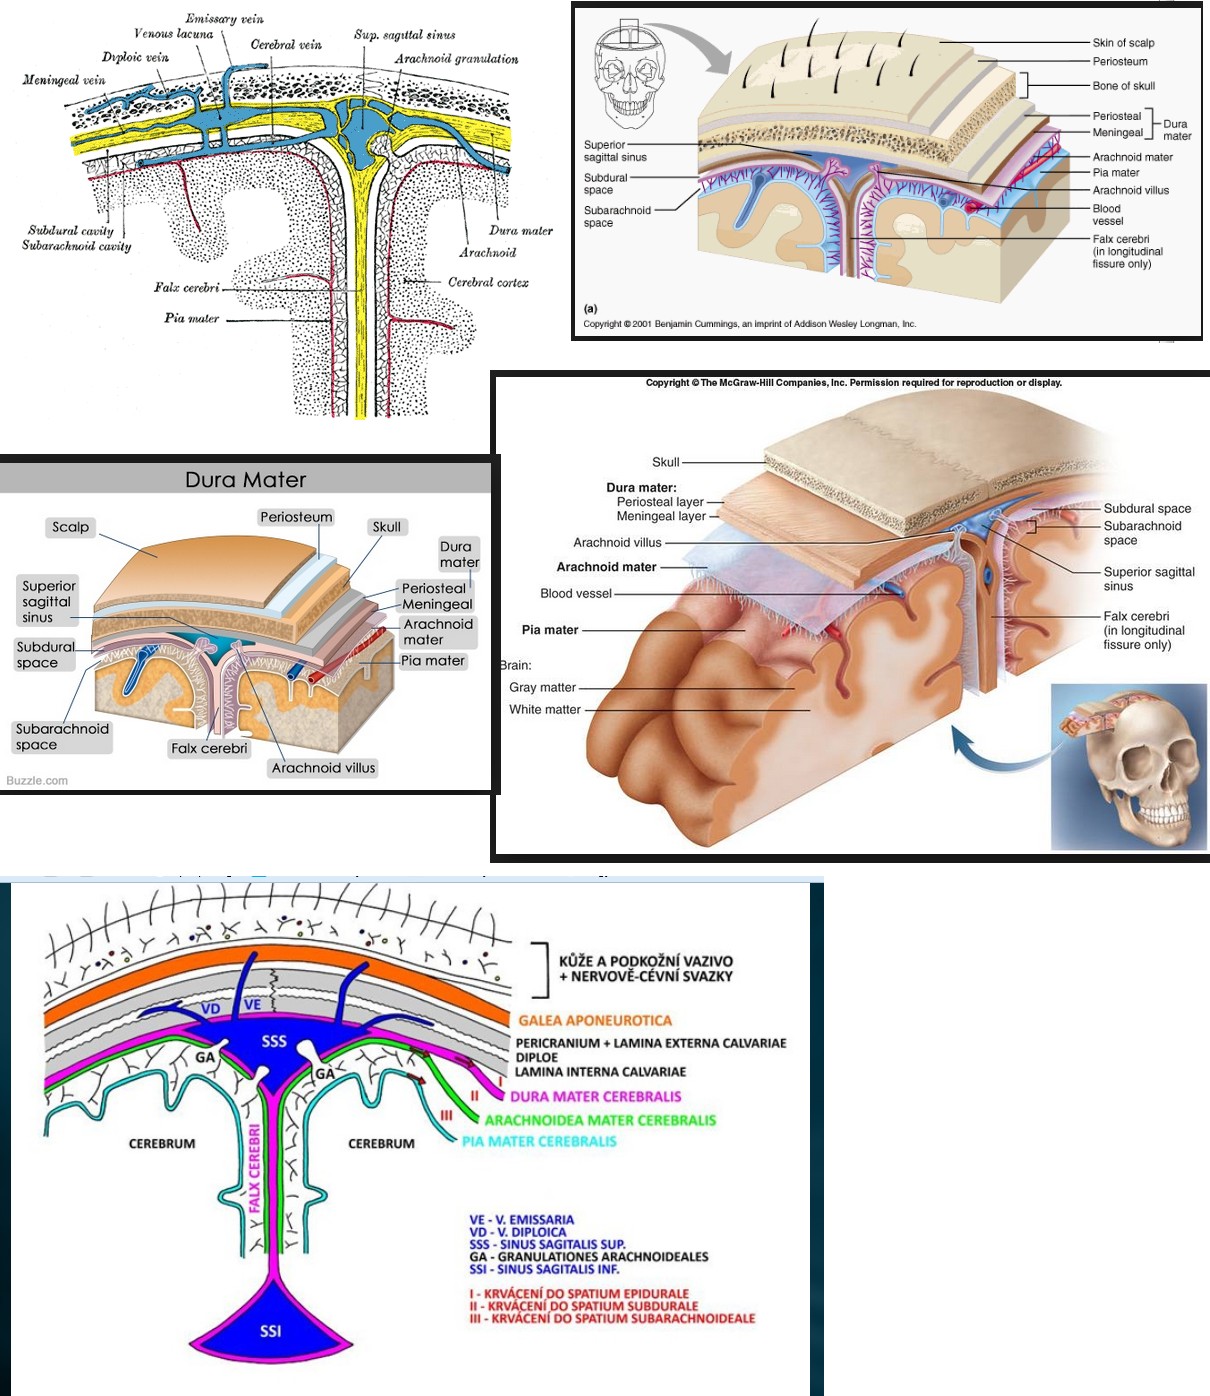 Emissary vein
Venous lacuna
Cerebral vein
Sup. sagittal sinus
Diploic vein
Arachnoid granulation
Meningeal vein
Subdural cavity
Subarachnoid cavity
Dura mater
Arachnoid
Falx cerebri
Cerebral cortex
Pia mater
Skin of scalp
Periosteum
Bone of skull
Periosteal
Meningeal
Dura
mater
Superior
sagittal sinus
Subdural
space
Subarachnoid
space
Arachnoid mater
Pia mater
Arachnoid villus
Blood
vessel
Falx cerebri
(in longitudinal
fissure only)
(a)
Copyright © 2001 Benjamin Cummings, an imprint of Addison Wesley Longman, Inc.
Copyright © The McGraw-Hill Companies, Inc. Permission required for reproduction or display.
Skull
Dura mater:
Periosteal layer
Meningeal layer
Arachnoid villus
Arachnoid mater
Blood vessel
Pia mater
Brain:
Gray matter
White matter
Subdural space
Subarachnoid
space
Superior sagittal
sinus
Falx cerebri
(in longitudinal
fissure only)
Dura Mater
Scalp
Periosteum
Skull
Dura
mater
Superior
sagittal
sinus
Periosteal
Meningeal
Arachnoid
mater
Subdural
space
Pia mater
Subarachnoid
space
Falx cerebri
Arachnoid villus
Buzzle.com
KŮŽE A PODKOŽNÍ VAZIVO
+ NERVOVĚ-CÉVNÍ SVAZKY
VD
VE
GALEA APONEUROTICA
SSS
PERICRANIUM + LAMINA EXTERNA CALVARIAE
DIPLOE
LAMINA INTERNA CALVARIAE
GA
GA
I
II
DURA MATER CEREBRALIS
III
ARACHNOIDEA MATER CEREBRALIS
PIA MATER CEREBRALIS
CEREBRUM
CEREBRUM
FALX CEREBRI
VE - V. EMISSARIA
VD - V. DIPLOICA
SSS - SINUS SAGITALIS SUP.
GA - GRANULATIONES ARACHNOIDEALES
SSI - SINUS SAGITALIS INF.
I - KRVÁCENÍ DO SPATIUM EPIDURALE
II - KRVÁCENÍ DO SPATIUM SUBDURALE
III - KRVÁCENÍ DO SPATIUM SUBARACHNOIDEALE
SSI